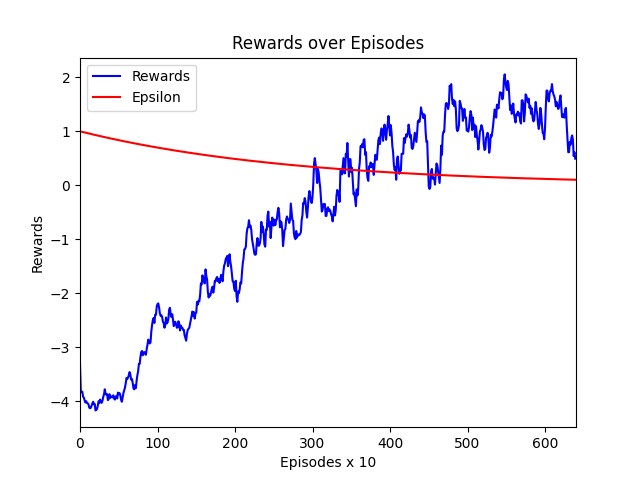 Rewards over Episodes
Rewards
Epsilon
2
1
0
−1
−2
−3
−4
Rewards
0 100 200 300 400 500 600
Episodes x 10